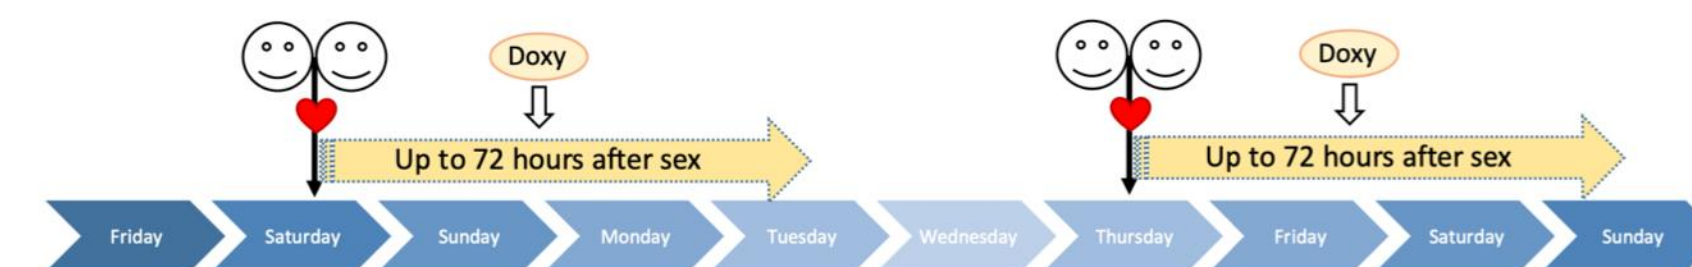 Doxy
Doxy
Up to 72 hours after sex
Up to 72 hours after sex
Friday
Saturday
Sunday
Monday
Tuesday
Wednesday
Thursday
Friday
Saturday
Sunday